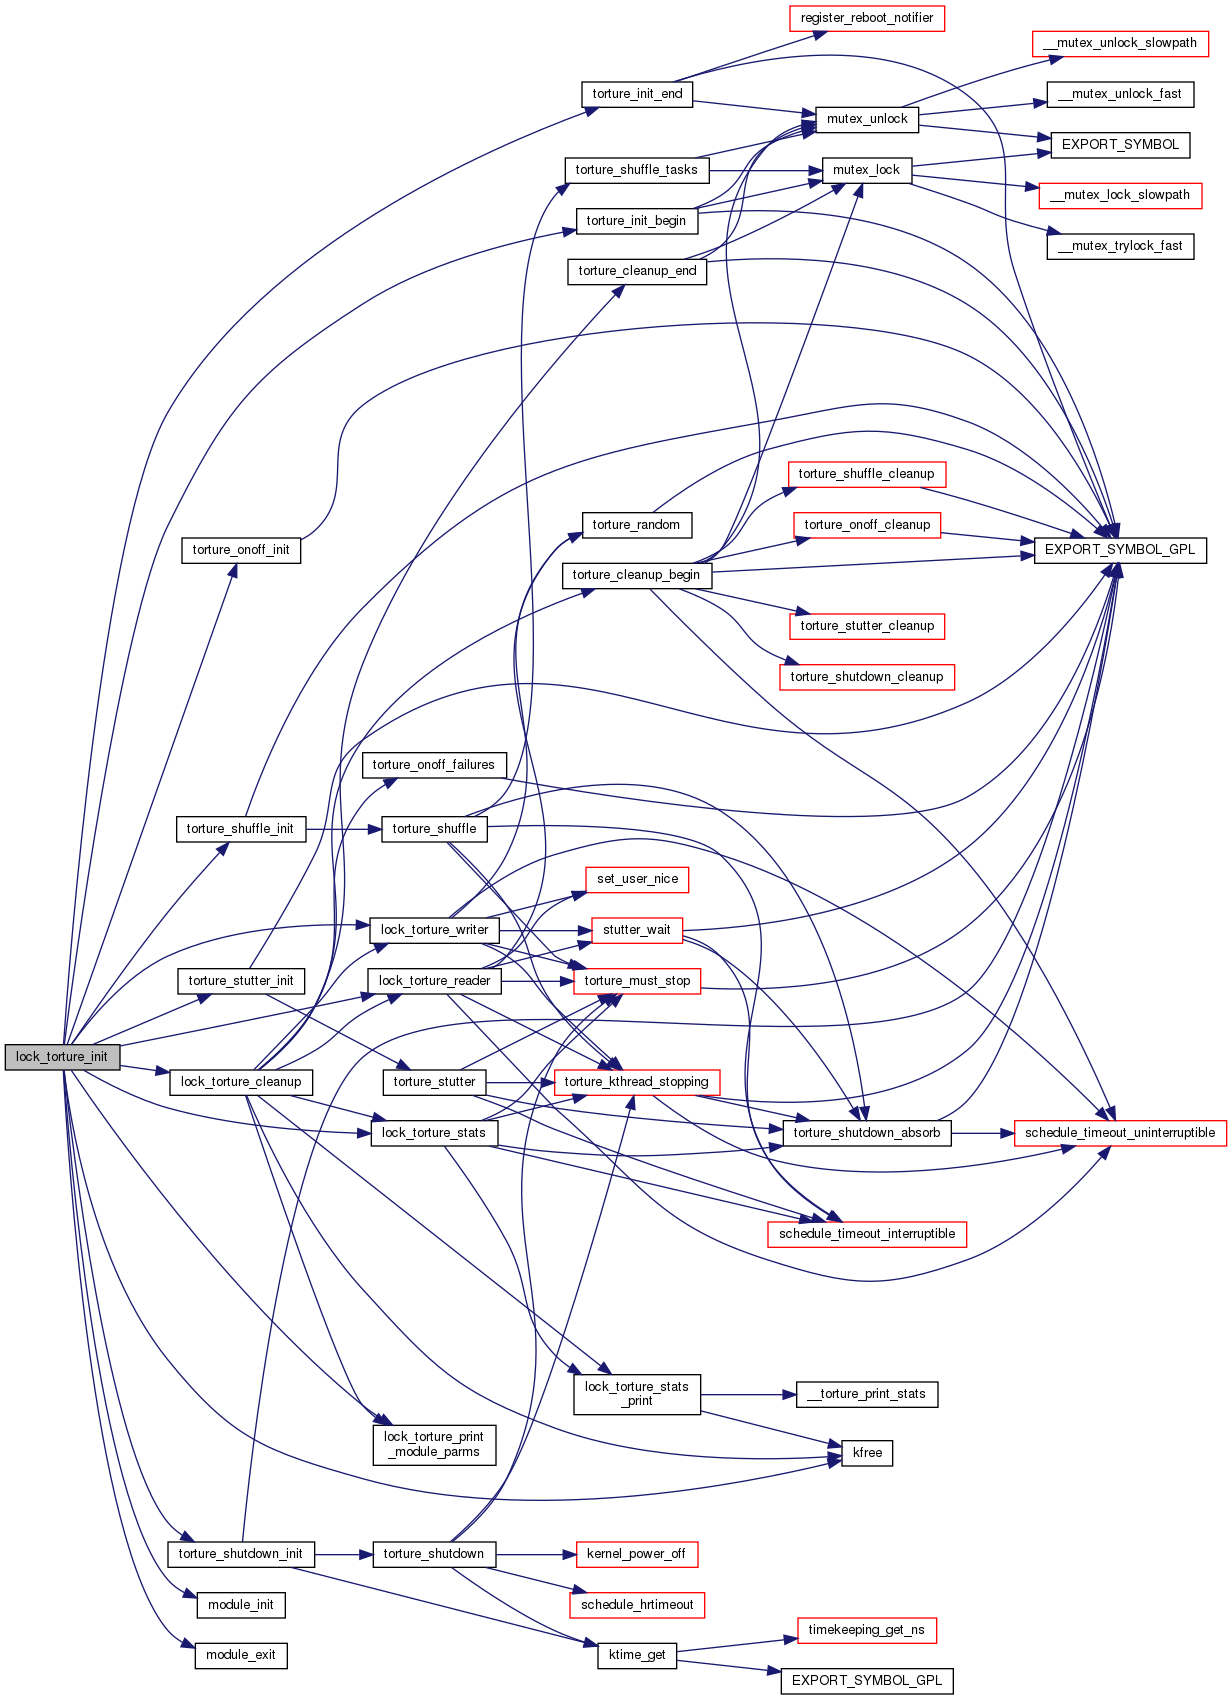 register_reboot_notifier
__mutex_unlock_slowpath
torture_init_end
__mutex_unlock_fast
mutex_unlock
EXPORT_SYMBOL
torture_shuffle_tasks
mutex_lock
__mutex_lock_slowpath
torture_init_begin
__mutex_trylock_fast
torture_cleanup_end
torture_shuffle_cleanup
torture_random
torture_onoff_cleanup
torture_onoff_init
EXPORT_SYMBOL_GPL
torture_cleanup_begin
torture_stutter_cleanup
torture_shutdown_cleanup
torture_onoff_failures
torture_shuffle_init
torture_shuffle
set_user_nice
lock_torture_writer
stutter_wait
torture_stutter_init
lock_torture_reader
torture_must_stop
lock_torture_init
lock_torture_cleanup
torture_stutter
torture_kthread_stopping
lock_torture_stats
torture_shutdown_absorb
schedule_timeout_uninterruptible
schedule_timeout_interruptible
lock_torture_stats
_print
__torture_print_stats
lock_torture_print
_module_parms
kfree
torture_shutdown_init
torture_shutdown
kernel_power_off
module_init
schedule_hrtimeout
timekeeping_get_ns
module_exit
ktime_get
EXPORT_SYMBOL_GPL